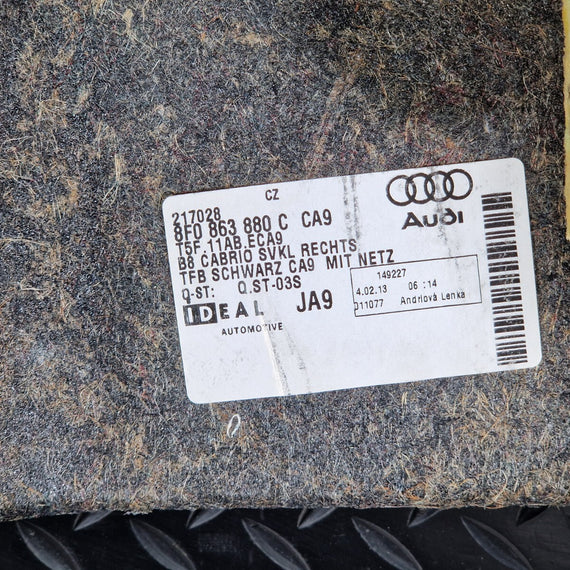 CZ
217028
8F0 863 880 C CA9
T5F.11AB.ECA9
B8 CABRIO SVKL RECHTS
TFB SCHWARZ CA9 MIT NETZ
Q-ST: Q.ST-03S
IDEAL JA9
AUTOMOTIVE
Audi
149227
4.02.13 06:14
011077 Andrlová Lenka